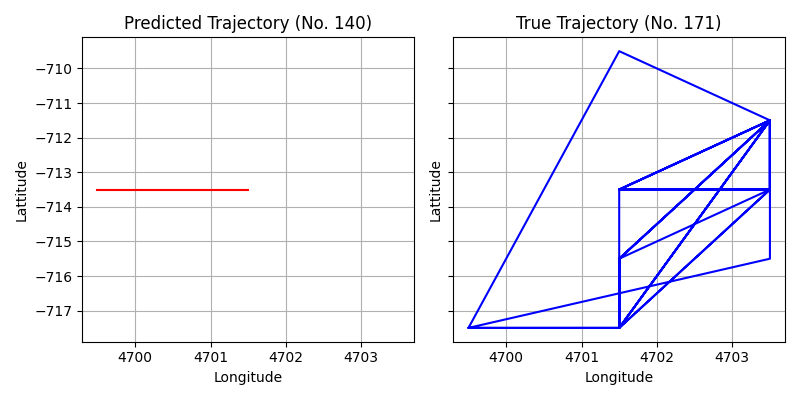 Predicted Trajectory (No. 140)
True Trajectory (No. 171)
Lattitude
−710
−711
−712
−713
−714
−715
−716
−717
4700
4701
4702
4703
Longitude
Lattitude
4700
4701
4702
4703
Longitude